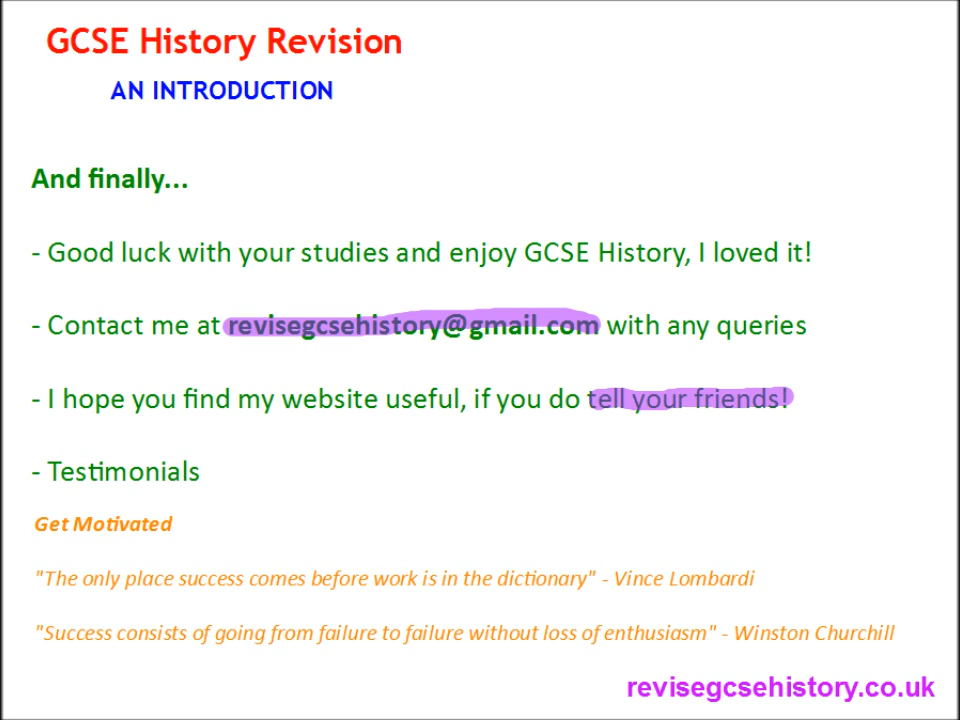 GCSE History Revision
AN INTRODUCTION
And finally...
- Good luck with your studies and enjoy GCSE History, I loved it!
- Contact me at revisegcsehistory@gmail.com with any queries
- I hope you find my website useful, if you do tell your friends!
- Testimonials
Get Motivated
"The only place success comes before work is in the dictionary" - Vince Lombardi
"Success consists of going from failure to failure without loss of enthusiasm" - Winston Churchill
revisegcsehistory.co.uk